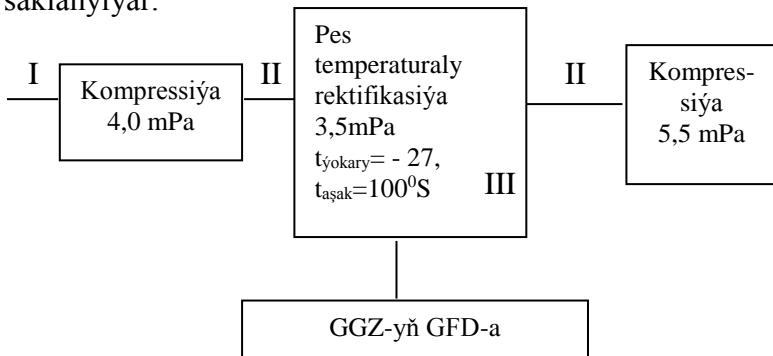 saklanylýar.
I
Kompressiýa
4,0 mPa
II
Pes
temperaturaly
rektifikasiýa
3,5mPa
týokary= - 27,
taşak=100⁰S
III
II
Kompres-
siýa
5,5 mPa
GGZ-yň GFD-a